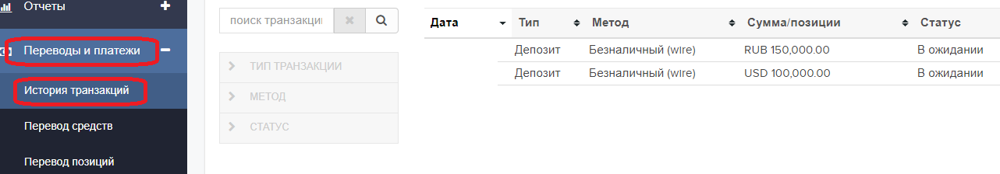 Отчеты
Переводы и платежи
История транзакций
Перевод средств
Перевод позиций
поиск транзакци
ТИП ТРАНЗАКЦИИ
МЕТОД
СТАТУС
Дата Тип Метод Сумма/позиции Статус
Депозит Безналичный (wire) RUB 150,000.00 В ожидании
Депозит Безналичный (wire) USD 100,000.00 В ожидании